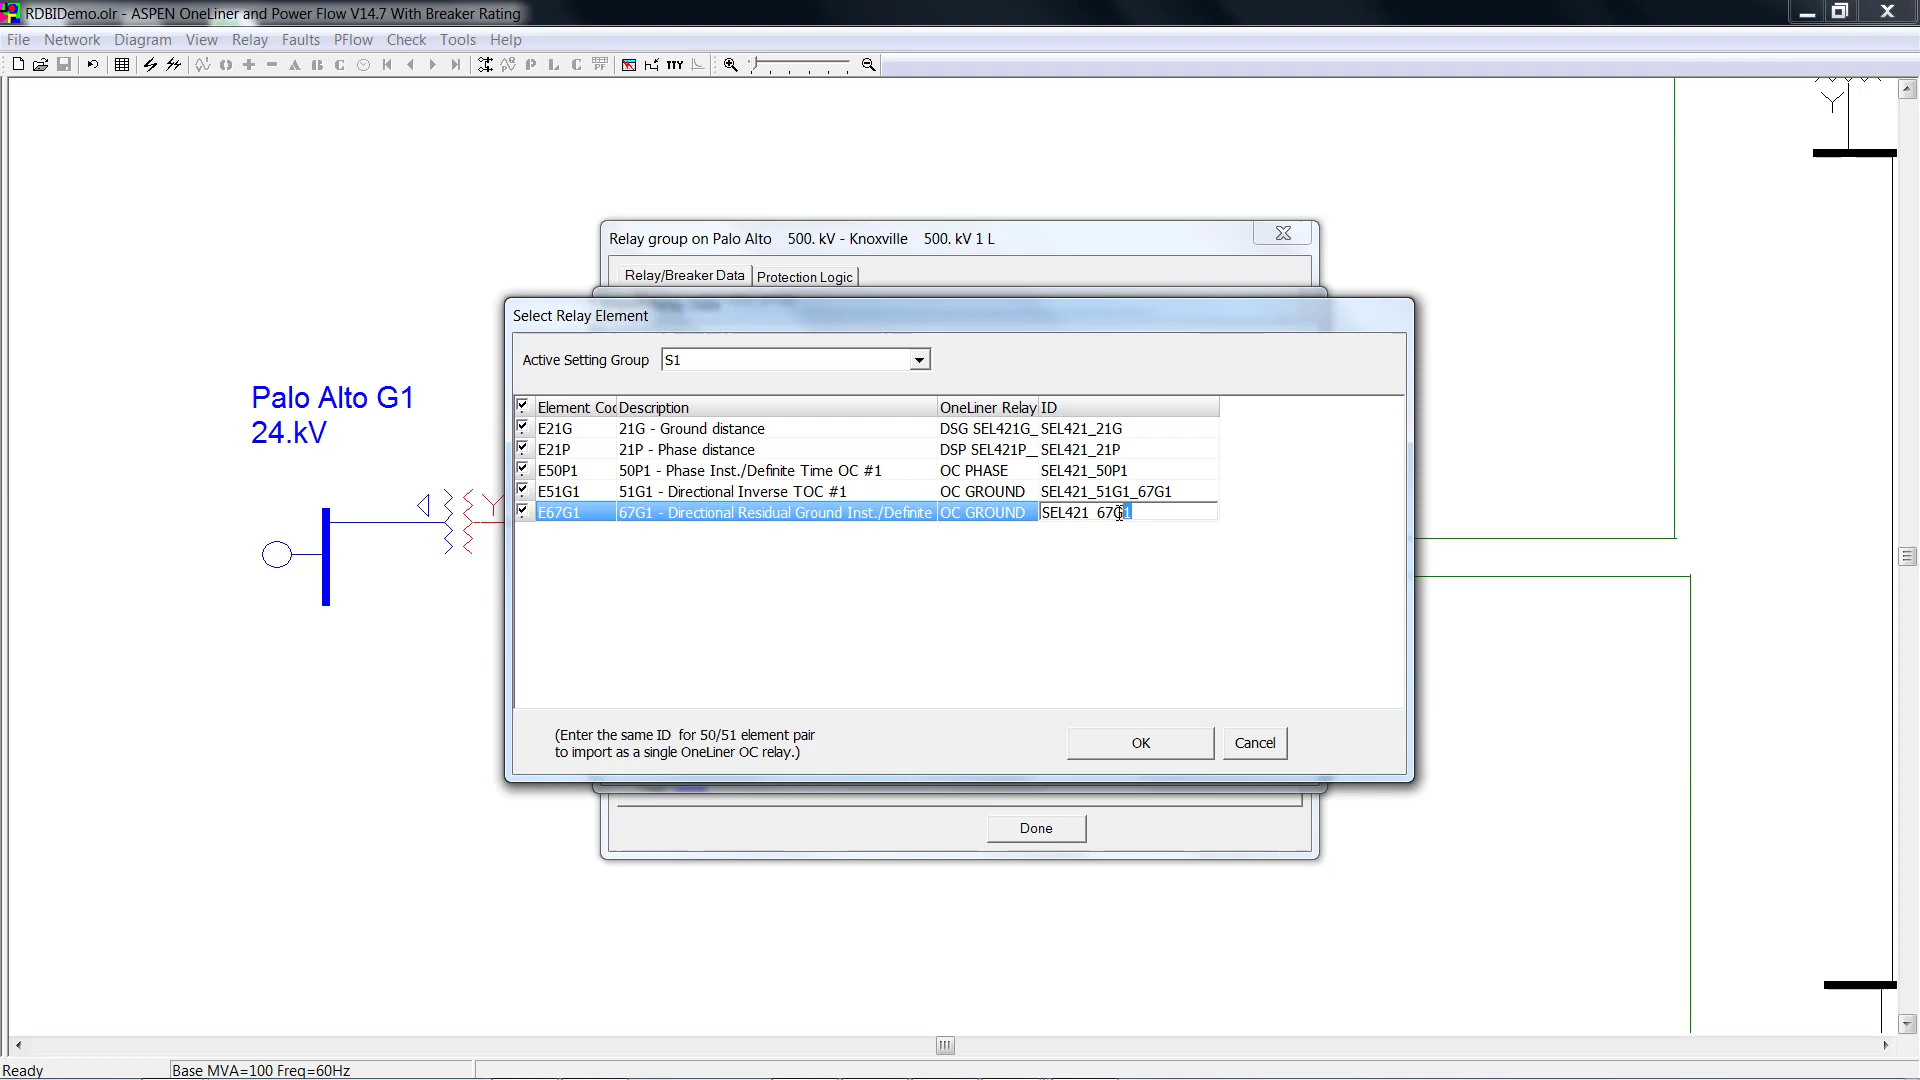 RDBIDemo.olr - ASPEN OneLiner and Power Flow V14.7 With Breaker Rating
File Network Diagram View Relay Faults PFlow Check Tools Help
TTY
Relay group on Palo Alto 500. kV - Knoxville 500. kV 1 L
Relay/Breaker Data Protection Logic
Select Relay Element
Active Setting Group S1
Element Coc Description OneLiner Relay ID
E21G 21G - Ground distance DSG SEL421G_ SEL421_21G
E21P 21P - Phase distance DSP SEL421P_ SEL421_21P
E50P1 50P1 - Phase Inst./Definite Time OC #1 OC PHASE SEL421_50P1
E51G1 51G1 - Directional Inverse TOC #1 OC GROUND SEL421_51G1_67G1
E67G1 67G1 - Directional Residual Ground Inst./Definite OC GROUND SEL421_67G1
Palo Alto G1
24.kV
(Enter the same ID for 50/51 element pair
to import as a single OneLiner OC relay.)
OK Cancel
Done
Ready Base MVA=100 Freq=60Hz